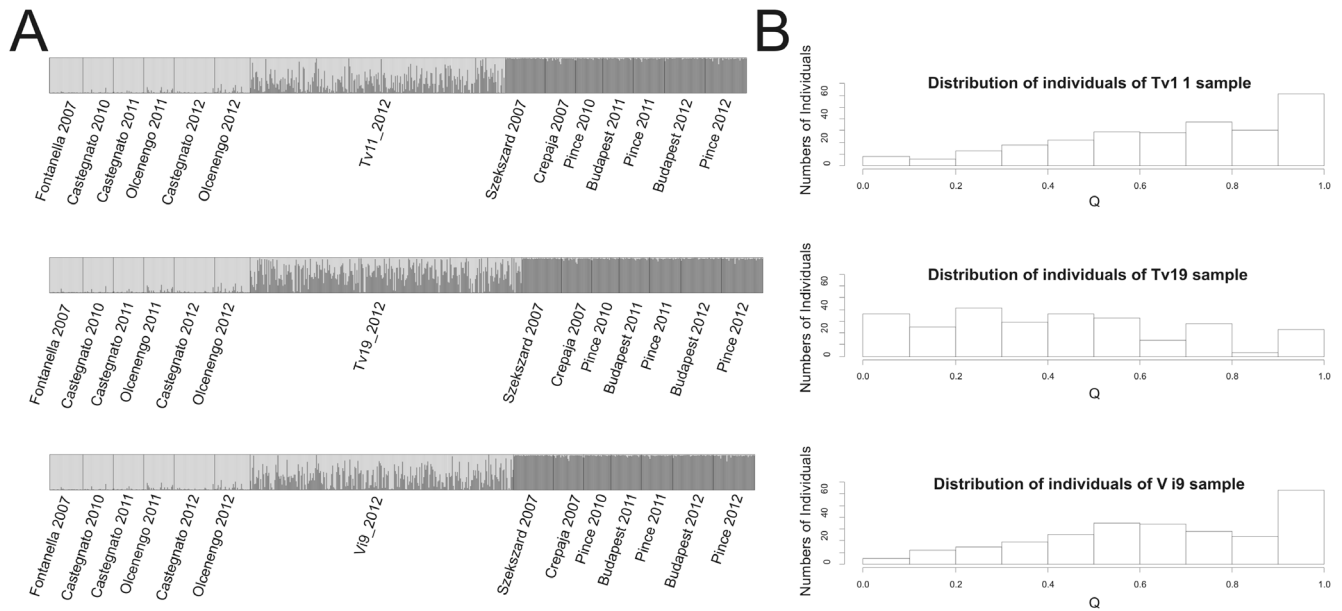 A
Fontanella 2007
Castegnato 2010
Castegnato 2011
Olcenengo 2011
Castegnato 2012
Olcenengo 2012
Tv11_2012
Szekszard 2007
Crepaja 2007
Pince 2010
Budapest 2011
Pince 2011
Budapest 2012
Pince 2012
Fontanella 2007
Castegnato 2010
Castegnato 2011
Olcenengo 2011
Castegnato 2012
Olcenengo 2012
Tv19_2012
Szekszard 2007
Crepaja 2007
Pince 2010
Budapest 2011
Pince 2011
Budapest 2012
Pince 2012
Fontanella 2007
Castegnato 2010
Castegnato 2011
Olcenengo 2011
Castegnato 2012
Olcenengo 2012
Vi9_2012
Szekszard 2007
Crepaja 2007
Pince 2010
Budapest 2011
Pince 2011
Budapest 2012
Pince 2012
B
Distribution of individuals of Tv1 1 sample
Numbers of Individuals
60
40
20
0
0.0 0.2 0.4 0.6 0.8 1.0
Q
Distribution of individuals of Tv19 sample
Numbers of Individuals
60
40
20
0
0.0 0.2 0.4 0.6 0.8 1.0
Q
Distribution of individuals of V i9 sample
Numbers of Individuals
60
40
20
0
0.0 0.2 0.4 0.6 0.8 1.0
Q